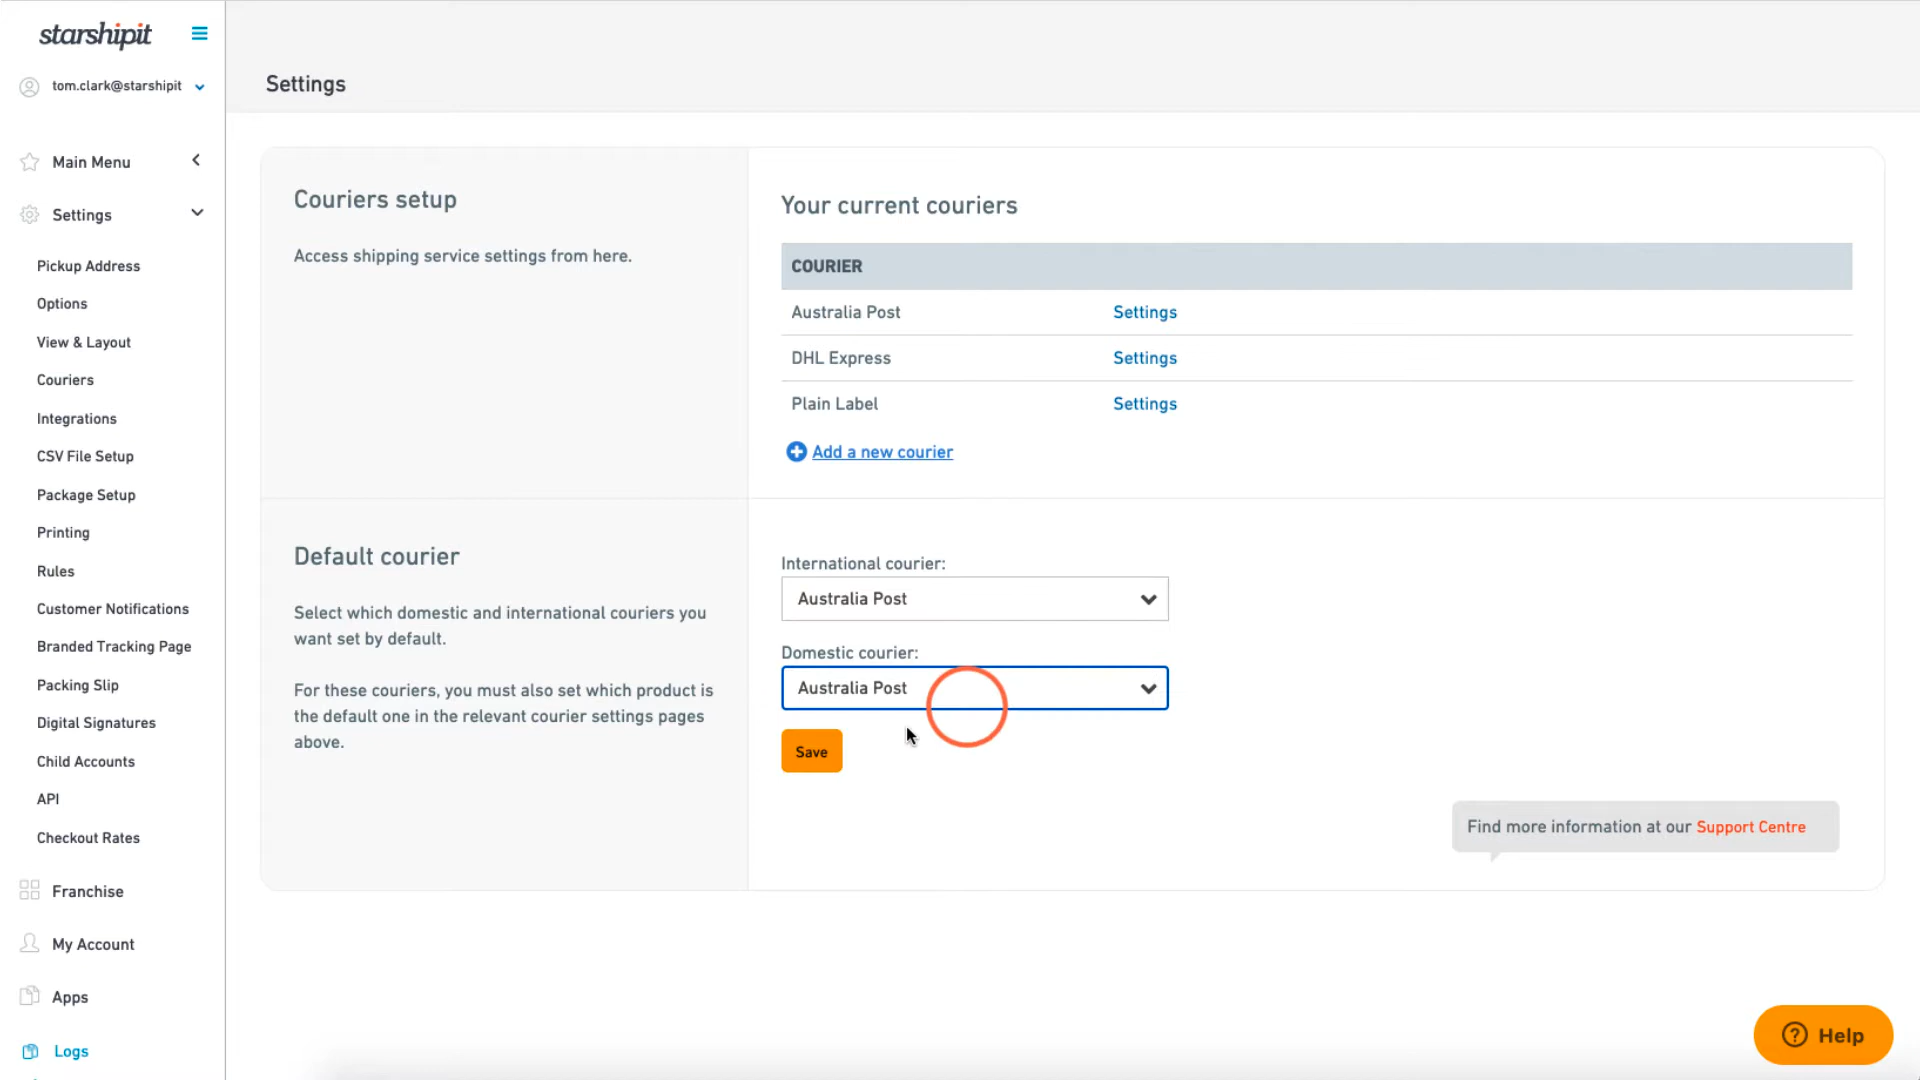 starshipit
tom.clark@starshipit
Main Menu
Settings
Pickup Address
Options
View & Layout
Couriers
Integrations
CSV File Setup
Package Setup
Printing
Rules
Customer Notifications
Branded Tracking Page
Packing Slip
Digital Signatures
Child Accounts
API
Checkout Rates
Franchise
My Account
Apps
Logs
Settings
Couriers setup
Access shipping service settings from here.
Your current couriers
COURIER
Australia Post Settings
DHL Express Settings
Plain Label Settings
Add a new courier
Default courier
Select which domestic and international couriers you
want set by default.
For these couriers, you must also set which product is
the default one in the relevant courier settings pages
above.
International courier:
Australia Post
Domestic courier:
Australia Post
Save
Find more information at our Support Centre
? Help